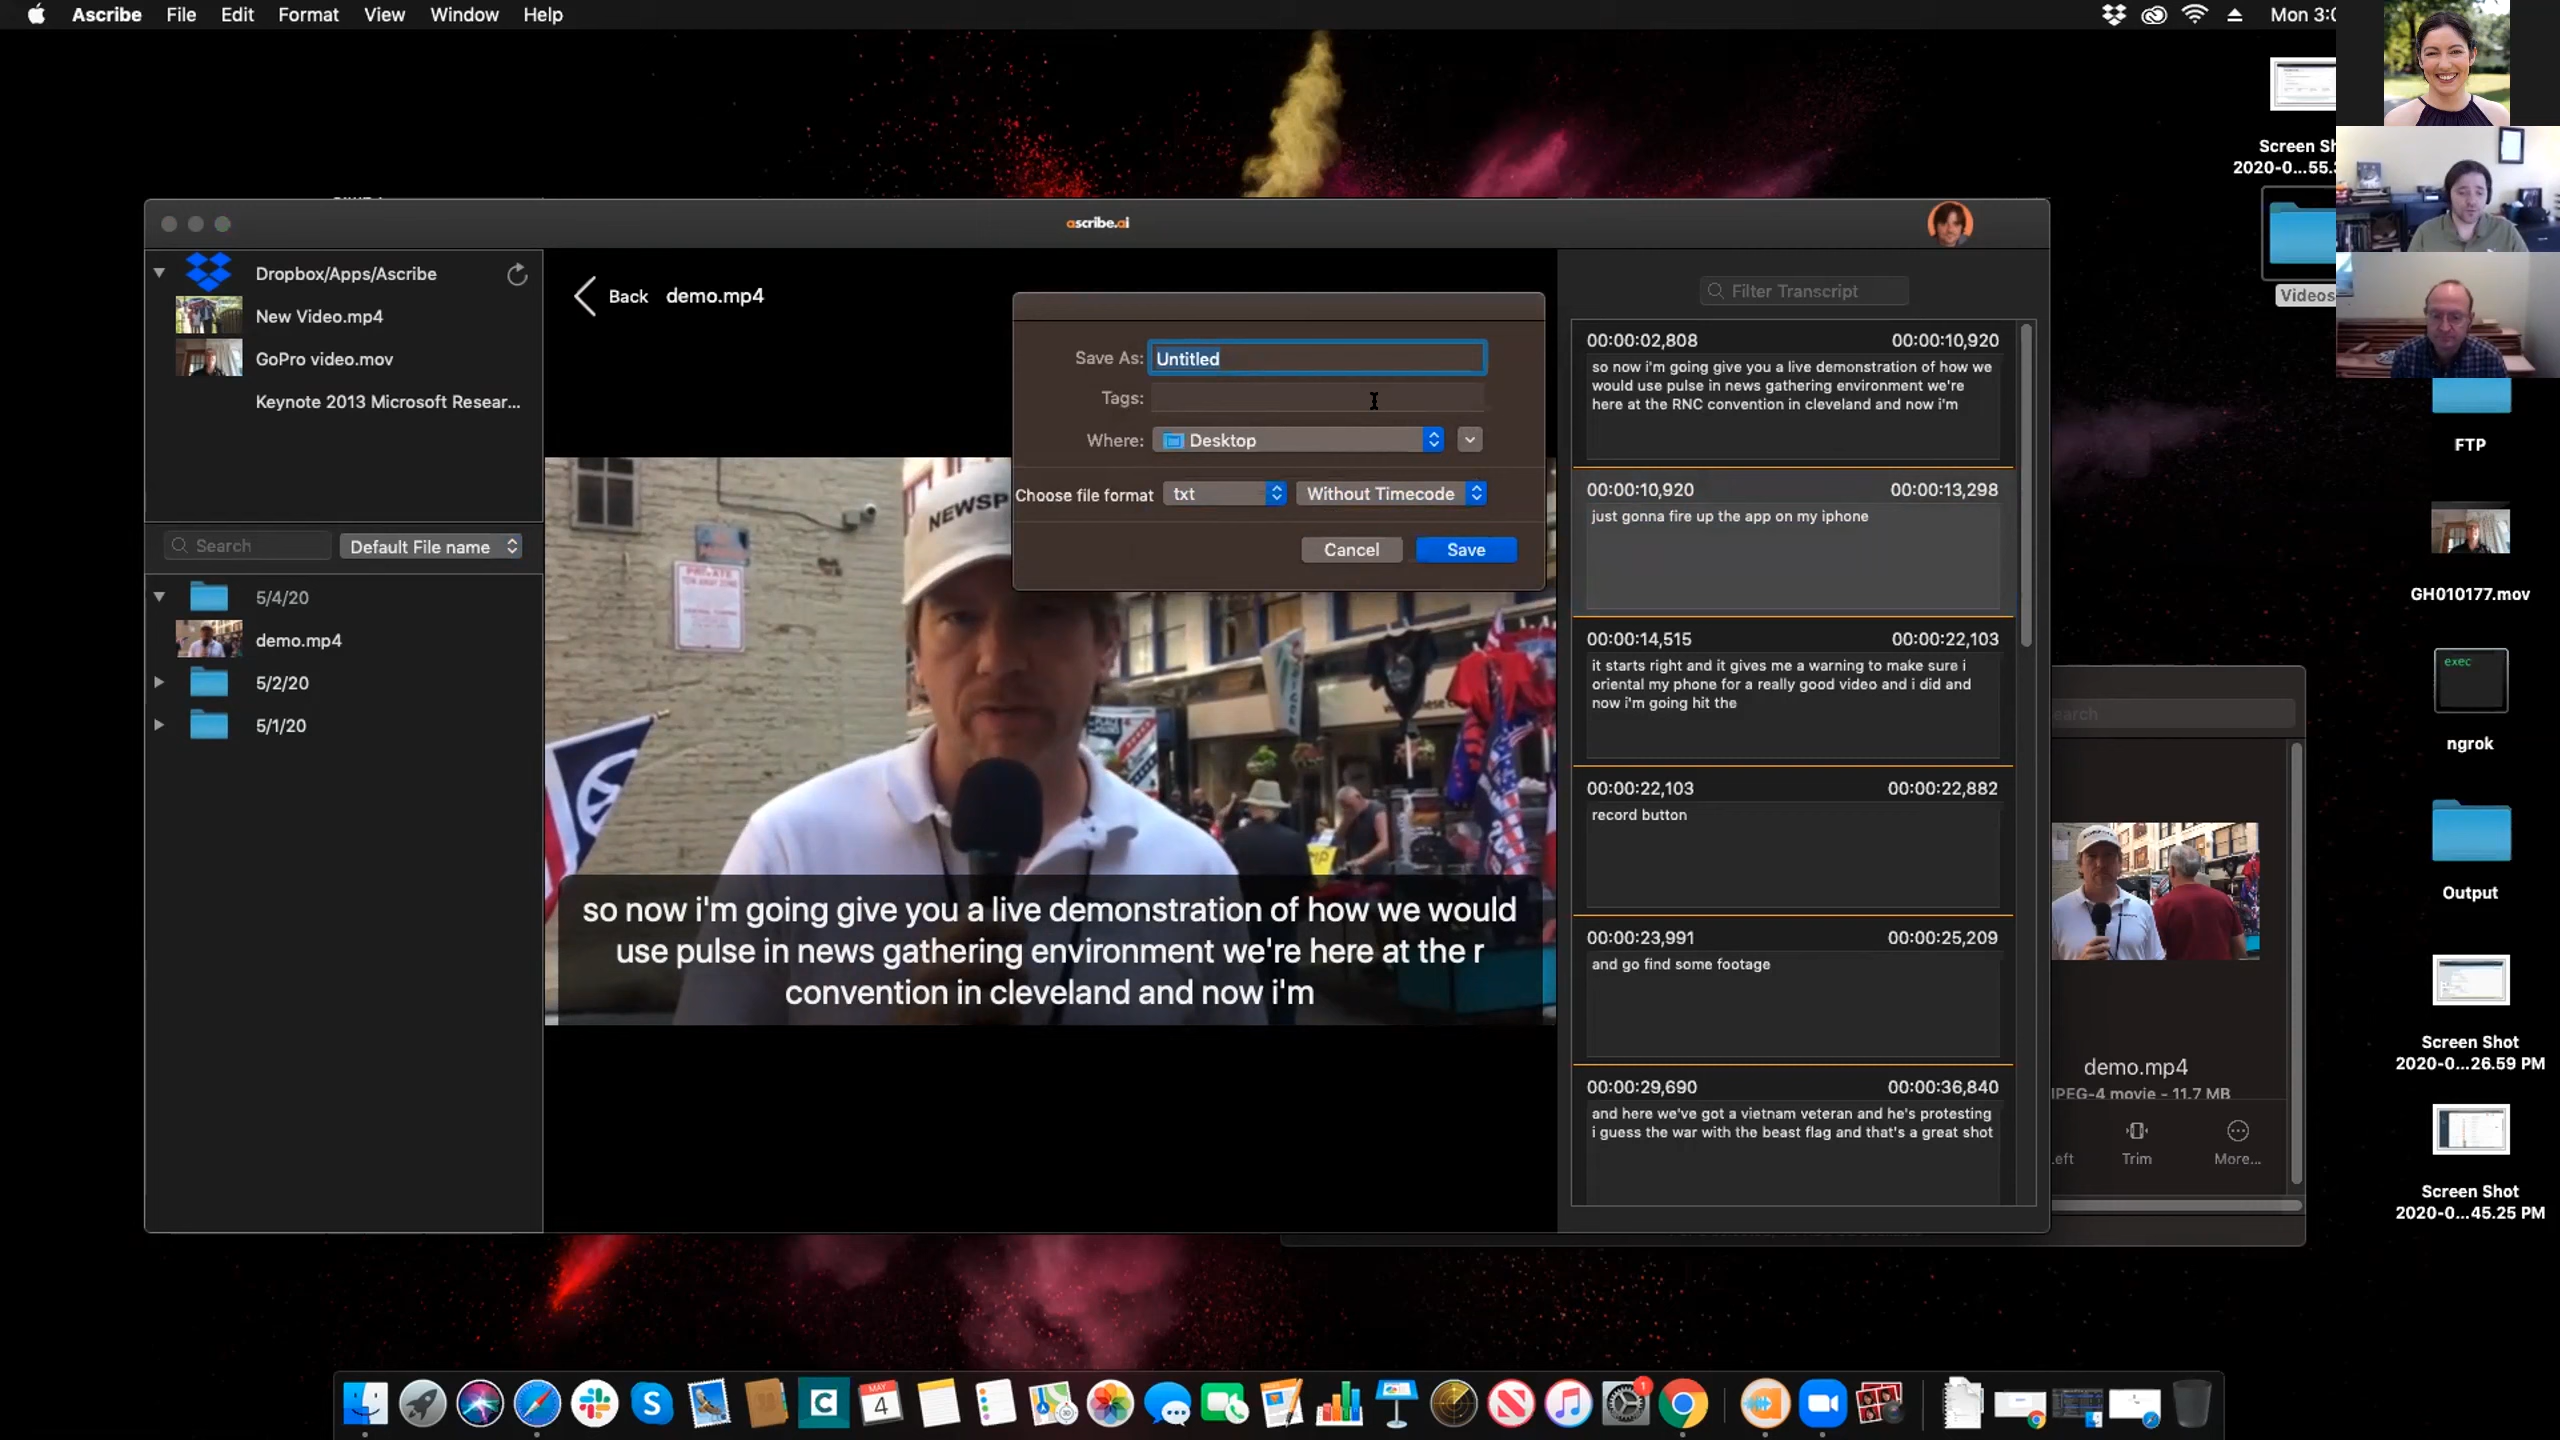 Ascribe File Edit Format View Window Help
Mon 3:0
Screen Sh
2020-0...55.
Videos
ascribe.ai
Dropbox/Apps/Ascribe
New Video.mp4
GoPro video.mov
Keynote 2013 Microsoft Resear...
Search
Default File name
5/4/20
demo.mp4
5/2/20
5/1/20
Back demo.mp4
Save As: Untitled
Tags:
Where: Desktop
Choose file format txt Without Timecode
Cancel Save
NEWSP
PRIVATE
so now i'm going give you a live demonstration of how we would
use pulse in news gathering environment we're here at the r
convention in cleveland and now i'm
Filter Transcript
00:00:02,808 00:00:10,920
so now i'm going give you a live demonstration of how we
would use pulse in news gathering environment we're
here at the RNC convention in cleveland and now i'm
00:00:10,920 00:00:13,298
just gonna fire up the app on my iphone
00:00:14,515 00:00:22,103
it starts right and it gives me a warning to make sure i
oriental my phone for a really good video and i did and
now i'm going hit the
00:00:22,103 00:00:22,882
record button
00:00:23,991 00:00:25,209
and go find some footage
00:00:29,690 00:00:36,840
and here we've got a vietnam veteran and he's protesting
i guess the war with the beast flag and that's a great shot
earch
demo.mp4
IPEG-4 movie - 11.7 MB
Left Trim More...
FTP
GH010177.mov
exec
ngrok
Output
Screen Shot
2020-0...26.59 PM
Screen Shot
2020-0...45.25 PM
MAY
4
1